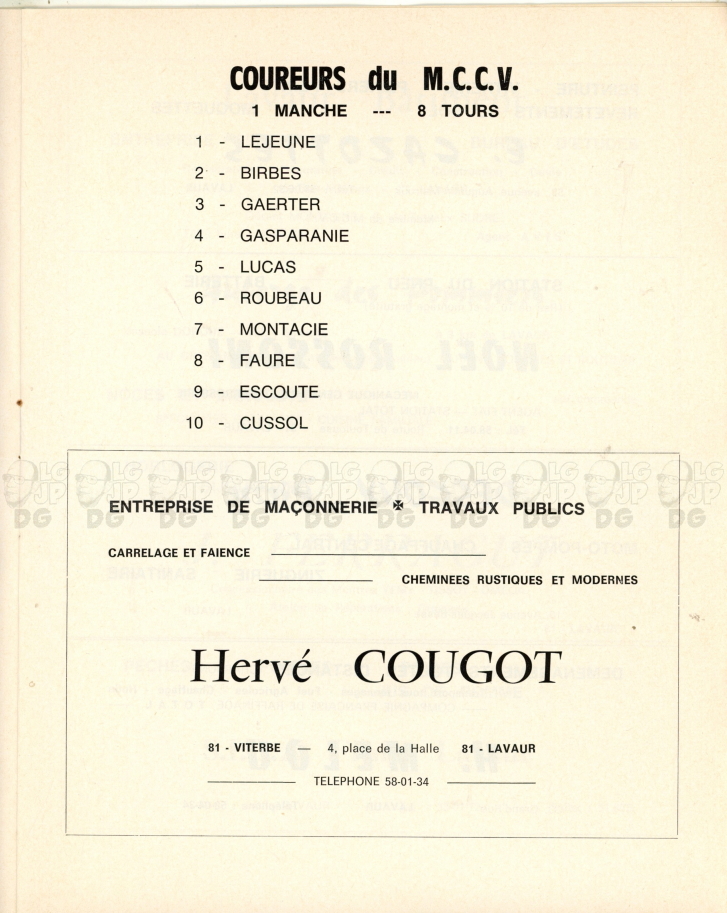 COUREURS du M.C.C.V.
1 MANCHE --- 8 TOURS
1 - LEJEUNE
2 - BIRBES
3 - GAERTER
4 - GASPARANIE
5 - LUCAS
6 - ROUBEAU
7 - MONTACIE
8 - FAURE
9 - ESCOUTE
10 - CUSSOL
ENTREPRISE DE MAÇONNERIE ✠ TRAVAUX PUBLICS
CARRELAGE ET FAIENCE
CHEMINEES RUSTIQUES ET MODERNES
Hervé COUGOT
81 - VITERBE — 4, place de la Halle 81 - LAVAUR
TELEPHONE 58-01-34